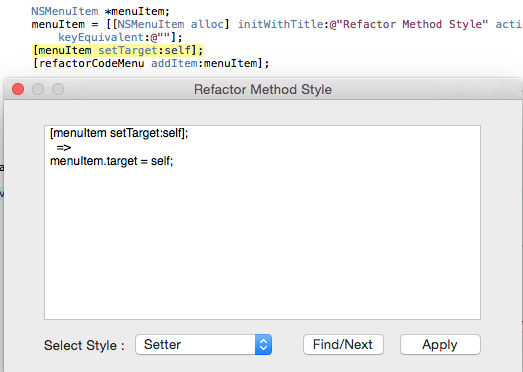 NSMenuItem *menuItem;
menuItem = [[NSMenuItem alloc] initWithTitle:@"Refactor Method Style" acti
keyEquivalent:@""];
[menuItem setTarget:self];
[refactorCodeMenu addItem:menuItem];
Refactor Method Style
[menuItem setTarget:self];
=>
menuItem.target = self;
Select Style : Setter Find/Next Apply